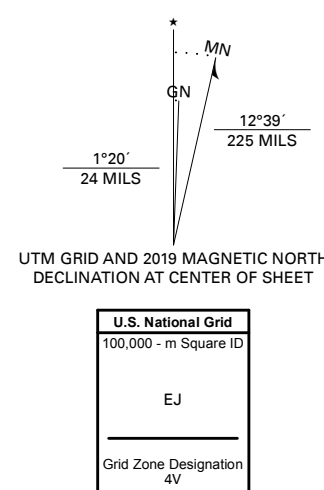 ★
MN
GN
12°39´
225 MILS
1°20´
24 MILS
UTM GRID AND 2019 MAGNETIC NORTH
DECLINATION AT CENTER OF SHEET
U.S. National Grid
100,000 - m Square ID
EJ
Grid Zone Designation
4V